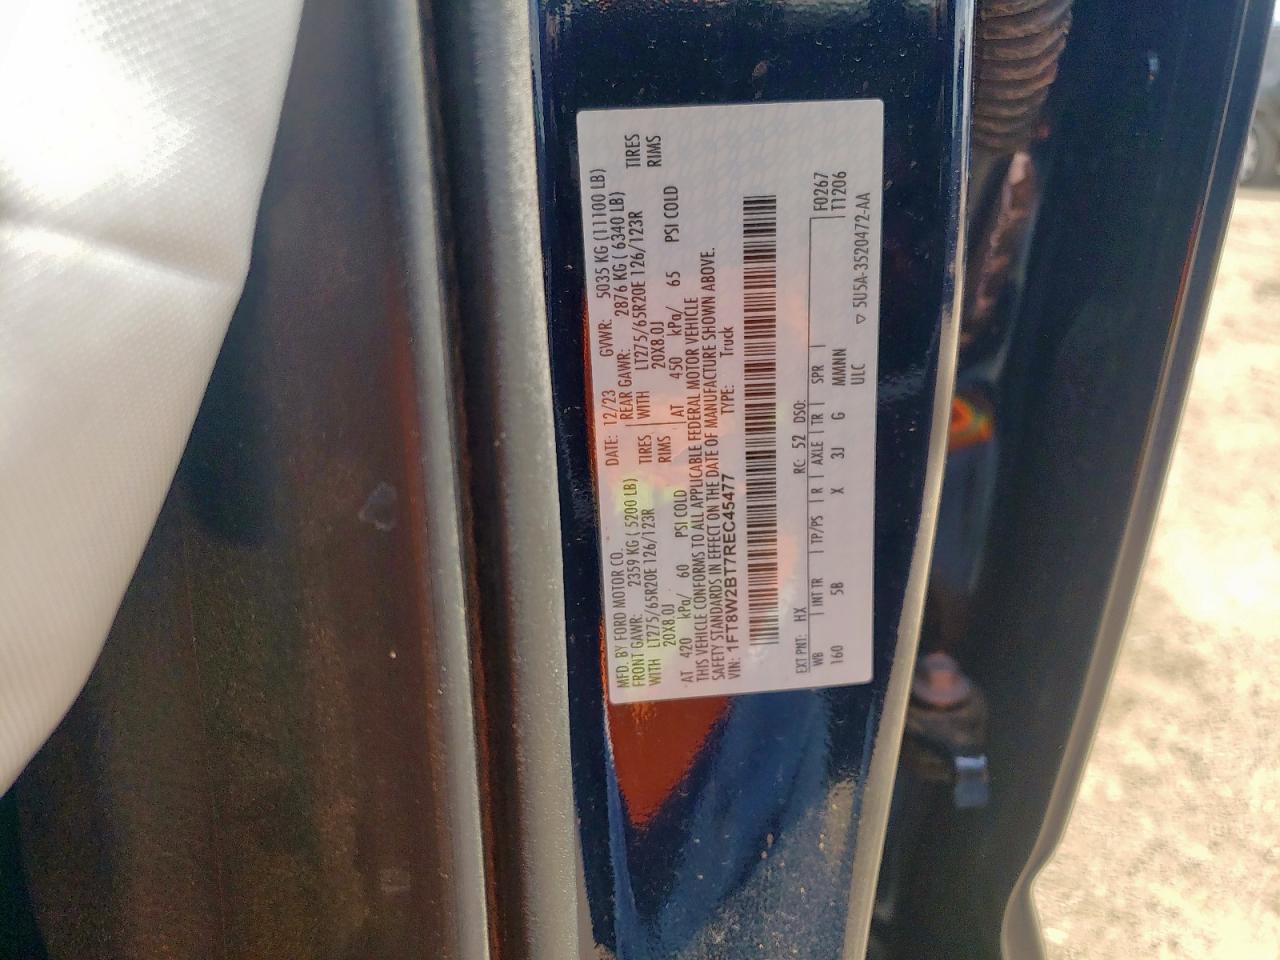 MFD. BY FORD MOTOR CO. DATE: 12/23 GVWR: 5035 KG (11100 LB)
FRONT GAWR: 2359 KG ( 5200 LB) REAR GAWR: 2876 KG ( 6340 LB)
WITH LT275/65R20E 126/123R TIRES WITH LT275/65R20E 126/123R TIRES
20X8.0J RIMS 20X8.0J RIMS
AT 420 kPa/ 60 PSI COLD AT 450 kPa/ 65 PSI COLD
THIS VEHICLE CONFORMS TO ALL APPLICABLE FEDERAL MOTOR VEHICLE
SAFETY STANDARDS IN EFFECT ON THE DATE OF MANUFACTURE SHOWN ABOVE.
VIN: 1FT8W2BT7REC45477 TYPE: Truck
EXT PNT: HX RC: 52 DSO: F0267
WB INT TR TP/PS R AXLE TR SPR T1206
160 5B X 3J G MMNN
ULC ▽ 5U5A-3520472-AA